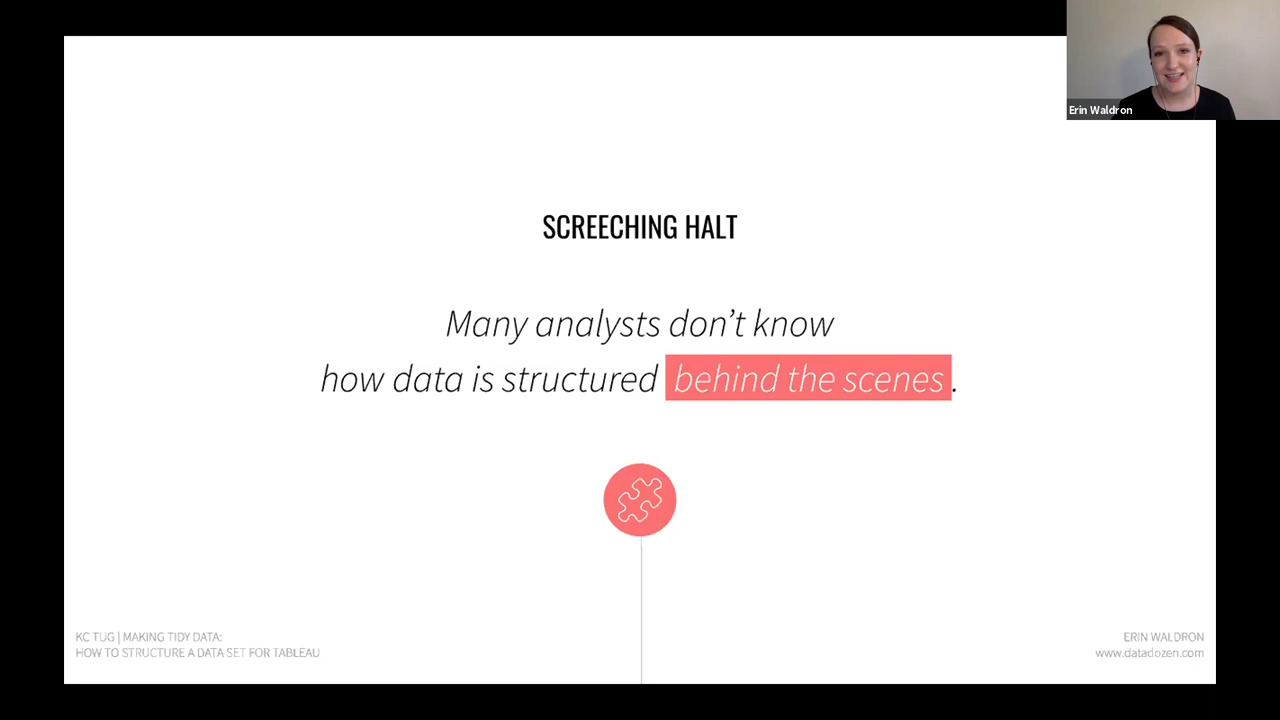 Erin Waldron
SCREECHING HALT
Many analysts don’t know
how data is structured behind the scenes.
KC TUG | MAKING TIDY DATA:
HOW TO STRUCTURE A DATA SET FOR TABLEAU
ERIN WALDRON
www.datadozen.com